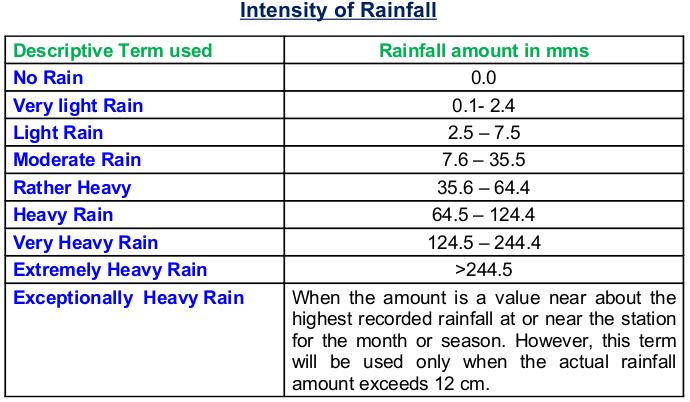 Intensity of Rainfall
Descriptive Term used Rainfall amount in mms
No Rain 0.0
Very light Rain 0.1- 2.4
Light Rain 2.5 – 7.5
Moderate Rain 7.6 – 35.5
Rather Heavy 35.6 – 64.4
Heavy Rain 64.5 – 124.4
Very Heavy Rain 124.5 – 244.4
Extremely Heavy Rain >244.5
Exceptionally Heavy Rain When the amount is a value near about the
highest recorded rainfall at or near the station
for the month or season. However, this term
will be used only when the actual rainfall
amount exceeds 12 cm.